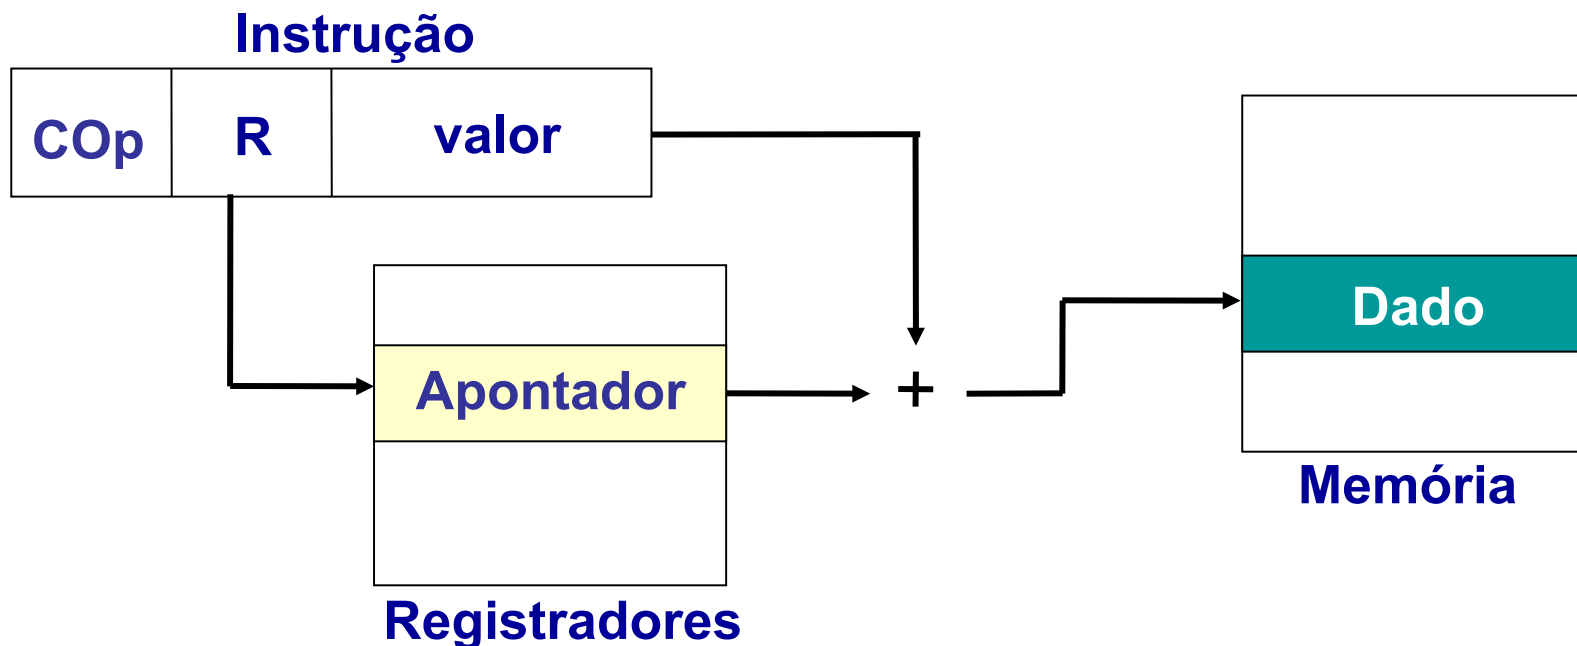 Instrução
COp R valor
Apontador
+
Dado
Memória
Registradores